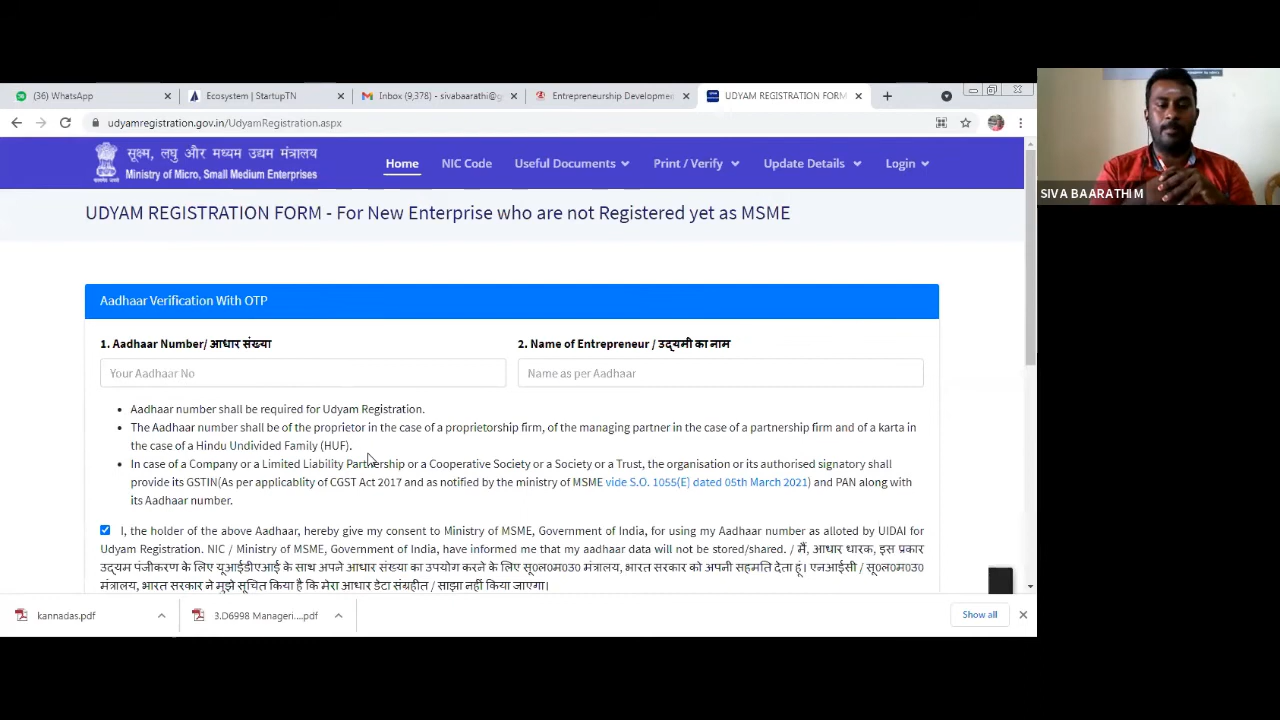 (36) WhatsApp
Ecosystem | StartupTN
Inbox (9,378) - sivabaarathi@g
Entrepreneurship Developmen
UDYAM REGISTRATION FORM
udyamregistration.gov.in/UdyamRegistration.aspx
सूक्ष्म, लघु और मध्यम उद्यम मंत्रालय
Ministry of Micro, Small Medium Enterprises
Home
NIC Code
Useful Documents
Print / Verify
Update Details
Login
SIVA BAARATHI M
UDYAM REGISTRATION FORM - For New Enterprise who are not Registered yet as MSME
Aadhaar Verification With OTP
1. Aadhaar Number/ आधार संख्या
2. Name of Entrepreneur / उद्यमी का नाम
Your Aadhaar No
Name as per Aadhaar
Aadhaar number shall be required for Udyam Registration.
The Aadhaar number shall be of the proprietor in the case of a proprietorship firm, of the managing partner in the case of a partnership firm and of a karta in
the case of a Hindu Undivided Family (HUF).
In case of a Company or a Limited Liability Partnership or a Cooperative Society or a Society or a Trust, the organisation or its authorised signatory shall
provide its GSTIN(As per applicablity of CGST Act 2017 and as notified by the ministry of MSME vide S.O. 1055(E) dated 05th March 2021) and PAN along with
its Aadhaar number.
I, the holder of the above Aadhaar, hereby give my consent to Ministry of MSME, Government of India, for using my Aadhaar number as alloted by UIDAI for
Udyam Registration. NIC / Ministry of MSME, Government of India, have informed me that my aadhaar data will not be stored/shared. / मैं, आधार धारक, इस प्रकार
उद्यम पंजीकरण के लिए यूआईडीएआई के साथ अपने आधार संख्या का उपयोग करने के लिए सू0ल0म0उ0 मंत्रालय, भारत सरकार को अपनी सहमति देता हूं। एनआईसी / सू0ल0म0उ0
मंत्रालय, भारत सरकार ने मुझे सूचित किया है कि मेरा आधार डेटा संग्रहीत / साझा नहीं किया जाएगा।
kannadas.pdf
3.D6998 Manageri....pdf
Show all